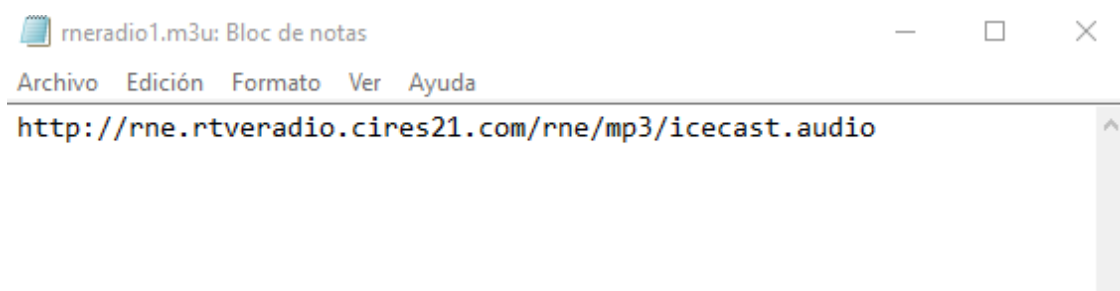 rneradio1.m3u: Bloc de notas
Archivo Edición Formato Ver Ayuda
http://rne.rtveradio.cires21.com/rne/mp3/icecast.audio